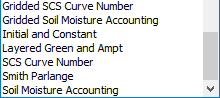 Gridded SCS Curve Number
Gridded Soil Moisture Accounting
Initial and Constant
Layered Green and Ampt
SCS Curve Number
Smith Parlange
Soil Moisture Accounting